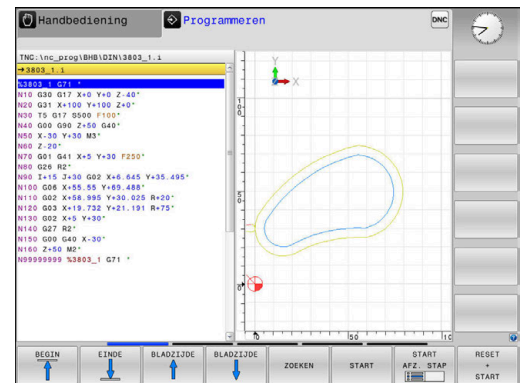 Handbediening
Programmeren
DNC
TNC:\nc_prog\BHB\DIN\3803_1.i
→3803_1.i
%3803_1 G71 *
N10 G30 G17 X+0 Y+0 Z-40*
N20 G31 X+100 Y+100 Z+0*
N30 T5 G17 S500 F100*
N40 G00 G90 Z+50 G40*
N50 X-30 Y+30 M3*
N60 Z-20*
N70 G01 G41 X+5 Y+30 F250*
N80 G26 R2*
N90 I+15 J+30 G02 X+6.645 Y+35.495*
N100 G06 X+55.55 Y+69.488*
N110 G02 X+58.995 Y+30.025 R+20*
N120 G03 X+19.732 Y+21.191 R+75*
N130 G02 X+5 Y+30*
N140 G27 R2*
N150 G00 G40 X-30*
N160 Z+50 M2*
N99999999 %3803_1 G71 *
Y
X
100
50
0
0
50
BEGIN
EINDE
BLADZIJDE
BLADZIJDE
ZOEKEN
START
START
AFZ. STAP
RESET
+
START